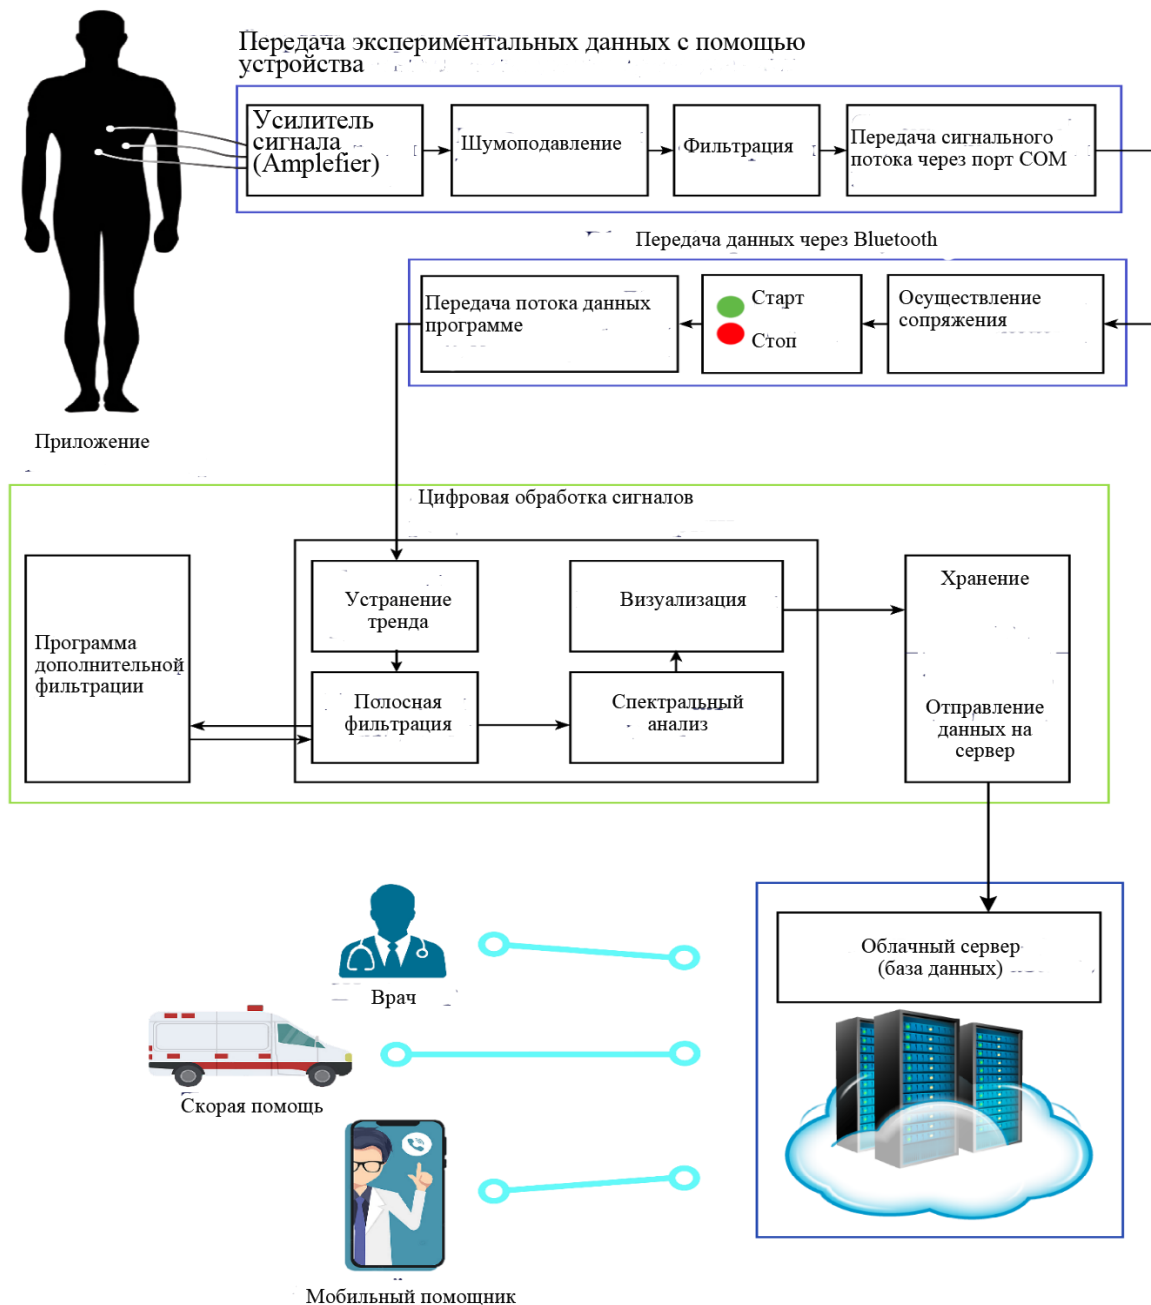 Передача экспериментальных данных с помощью
устройства
Усилитель
сигнала
(Amplefier)
Шумоподавление
Фильтрация
Передача сигнального
потока через порт COM
Передача данных через Bluetooth
Передача потока данных
программе
Старт
Стоп
Осуществление
сопряжения
Приложение
Цифровая обработка сигналов
Программа
дополнительной
фильтрации
Устранение
тренда
Полосная
фильтрация
Визуализация
Спектральный
анализ
Хранение
Отправление
данных на
сервер
Облачный сервер
(база данных)
Врач
Скорая помощь
Мобильный помощник